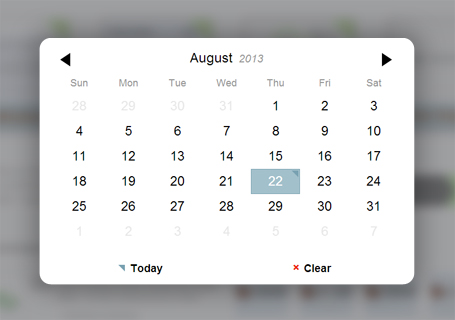 August 2013
Sun Mon Tue Wed Thu Fri Sat
28 29 30 31 1 2 3
4 5 6 7 8 9 10
11 12 13 14 15 16 17
18 19 20 21 22 23 24
25 26 27 28 29 30 31
1 2 3 4 5 6 7
Today Clear